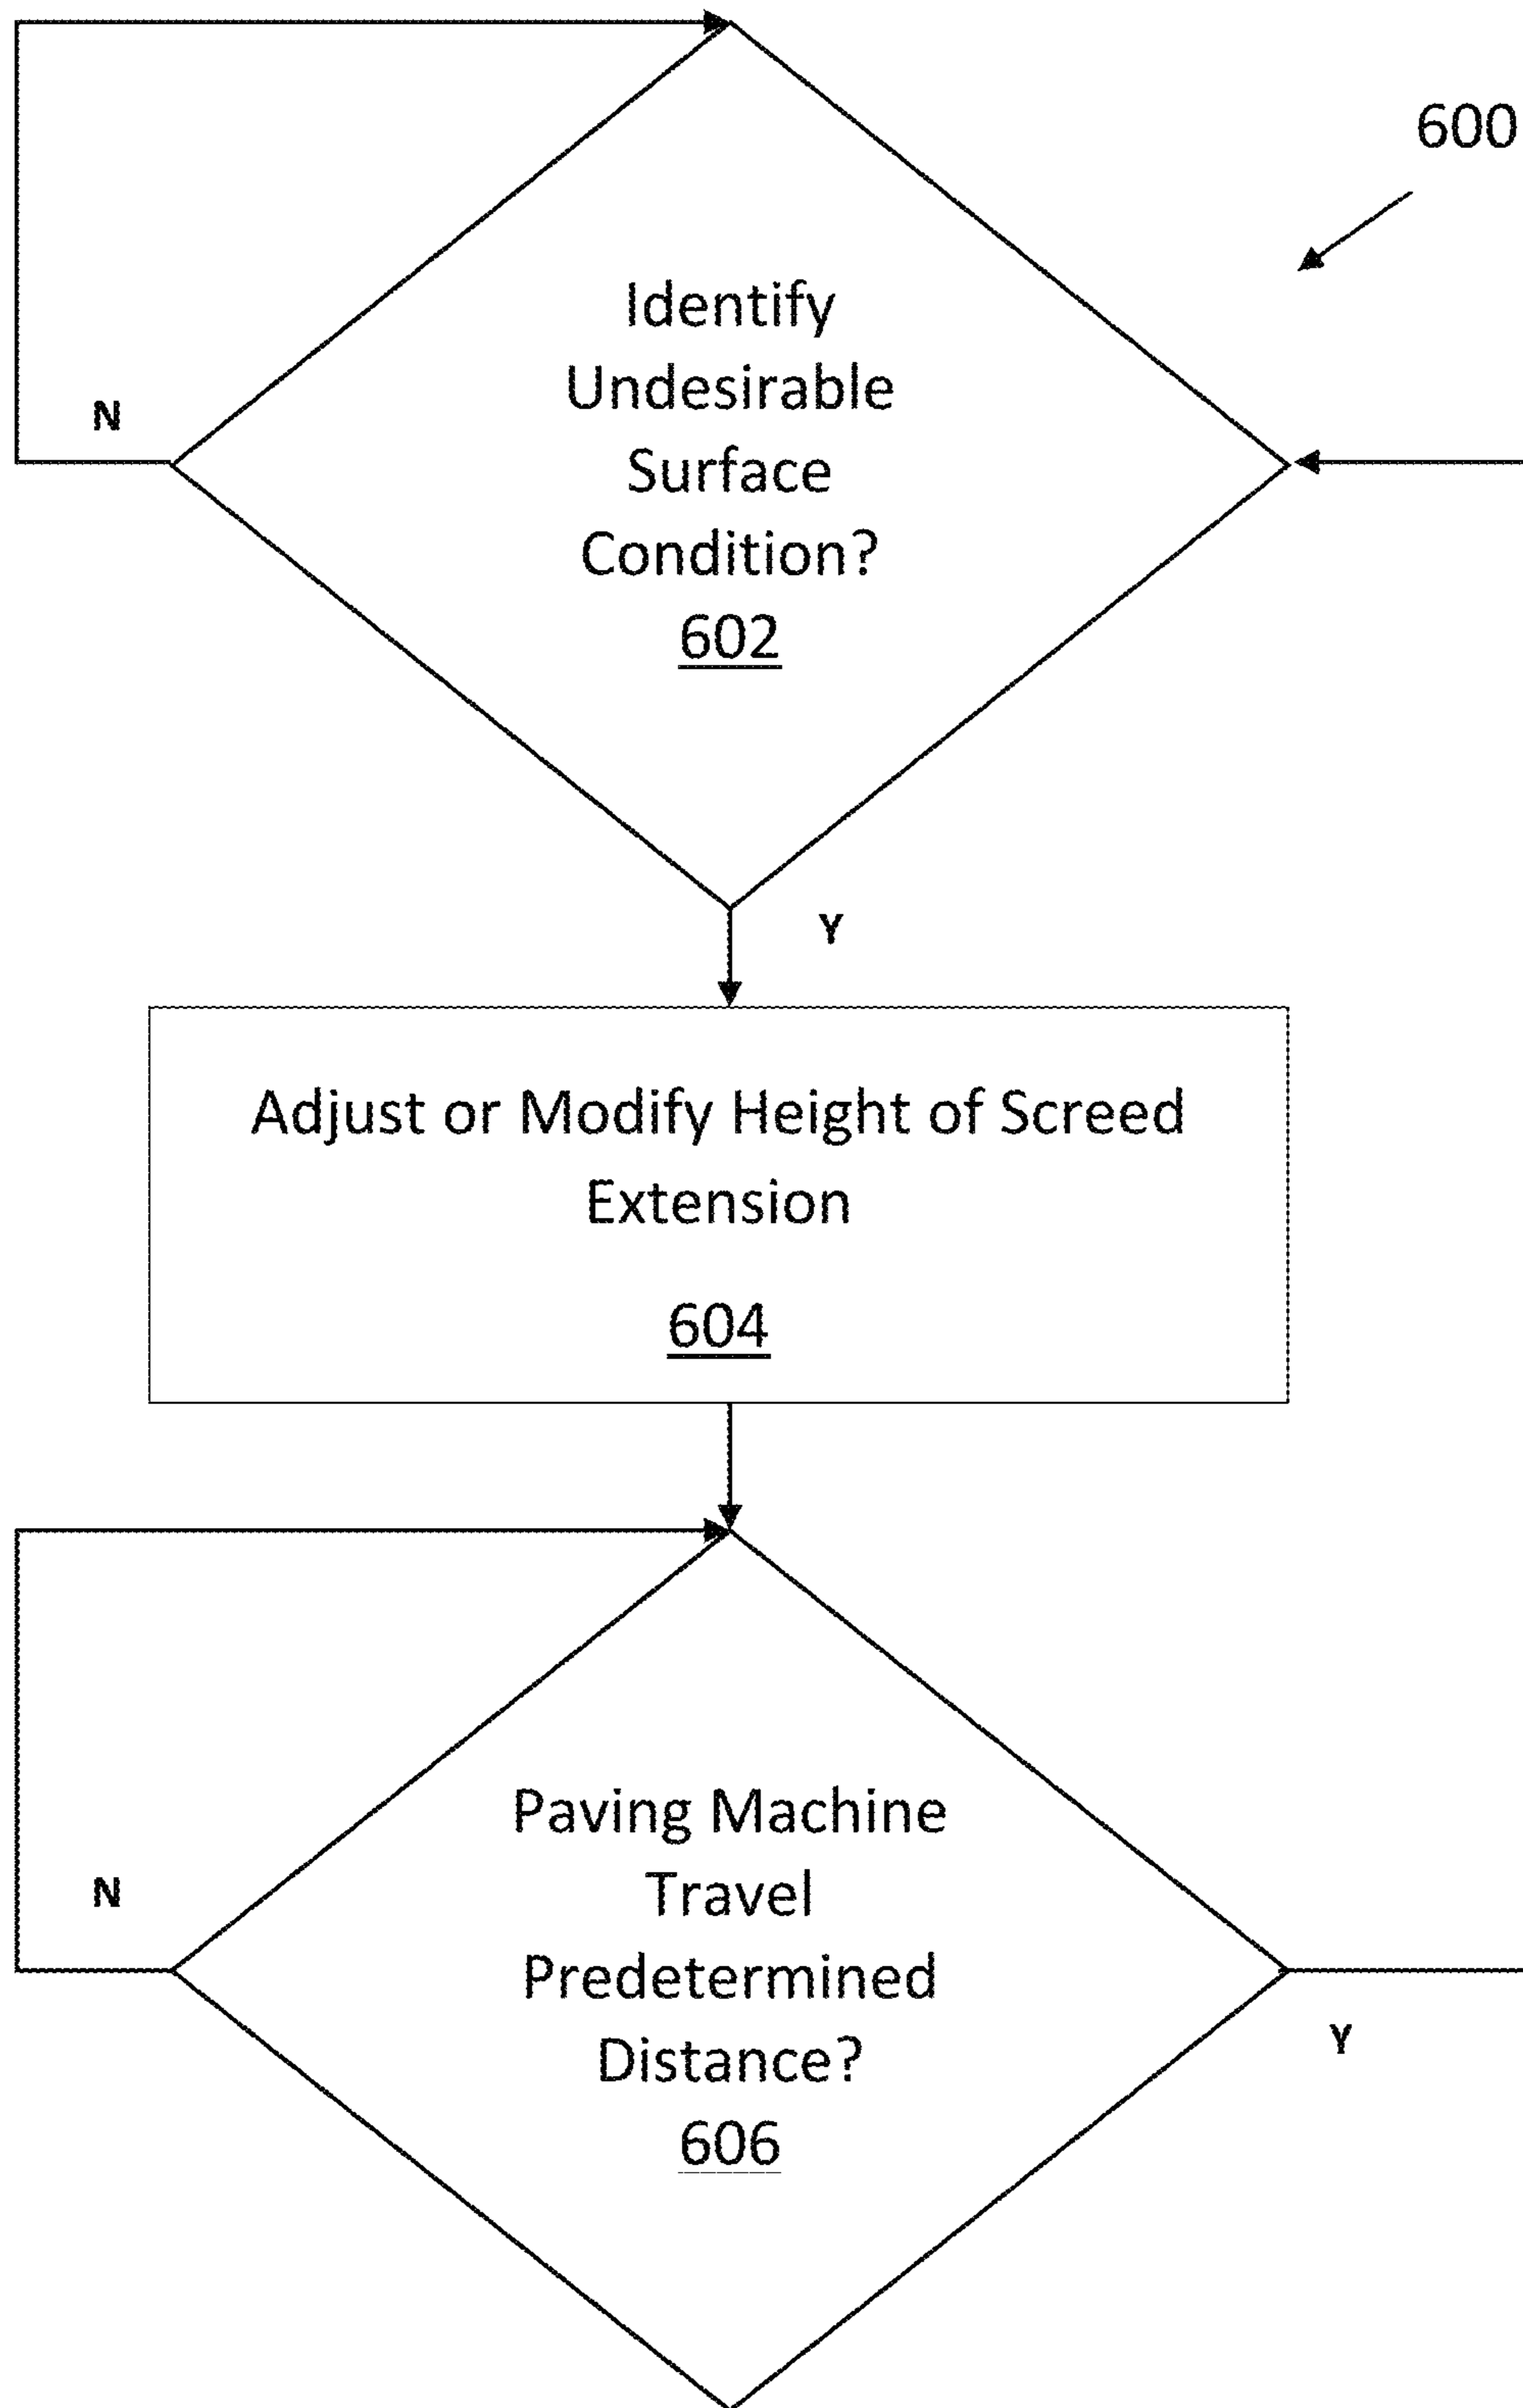 600
Identify
Undesirable
Surface
Condition?
602
N
Y
Adjust or Modify Height of Screed
Extension
604
Paving Machine
Travel
Predetermined
Distance?
606
N
Y